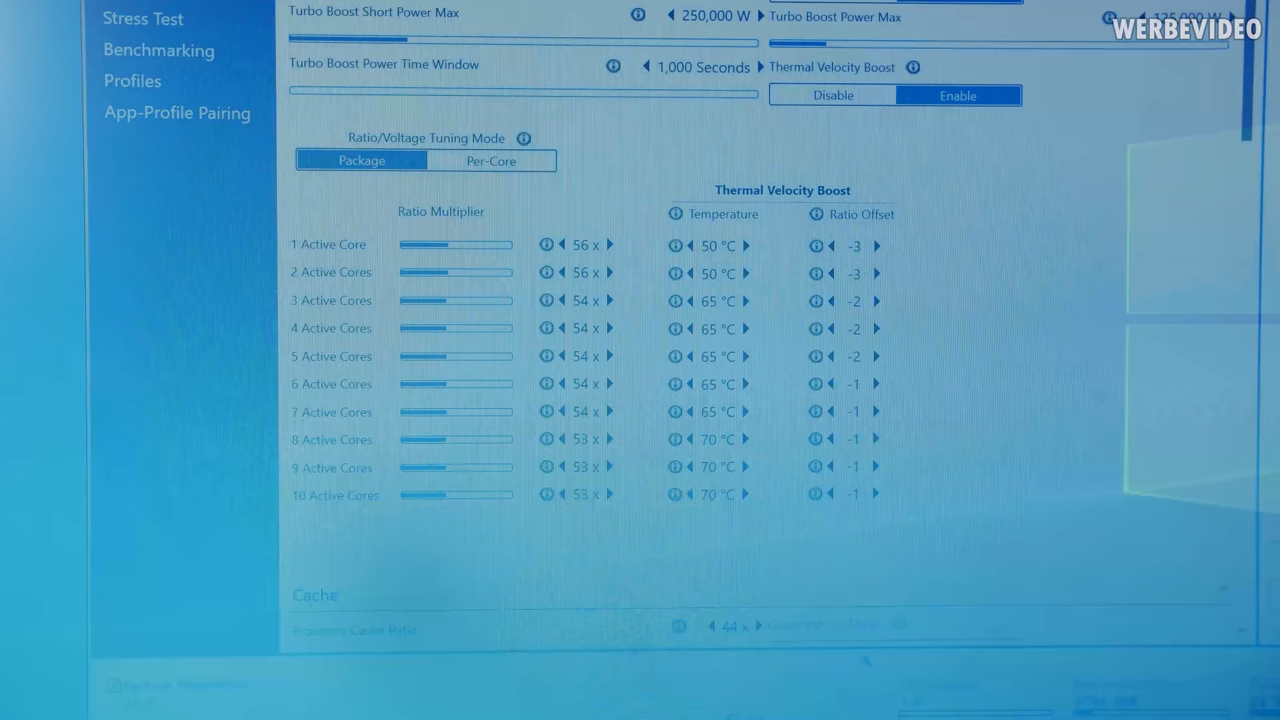 WERBEVIDEO
Stress Test
Benchmarking
Profiles
App-Profile Pairing
Turbo Boost Short Power Max 250,000 W
Turbo Boost Power Max 125,000 W
Turbo Boost Power Time Window 1,000 Seconds
Thermal Velocity Boost
Disable Enable
Ratio/Voltage Tuning Mode
Package Per-Core
Thermal Velocity Boost
Ratio Multiplier Temperature Ratio Offset
1 Active Core 56 x 50 °C -3
2 Active Cores 56 x 50 °C -3
3 Active Cores 54 x 65 °C -2
4 Active Cores 54 x 65 °C -2
5 Active Cores 54 x 65 °C -2
6 Active Cores 54 x 65 °C -1
7 Active Cores 54 x 65 °C -1
8 Active Cores 53 x 70 °C -1
9 Active Cores 53 x 70 °C -1
10 Active Cores 53 x 70 °C -1
Cache
Processor Cache Ratio 44 x